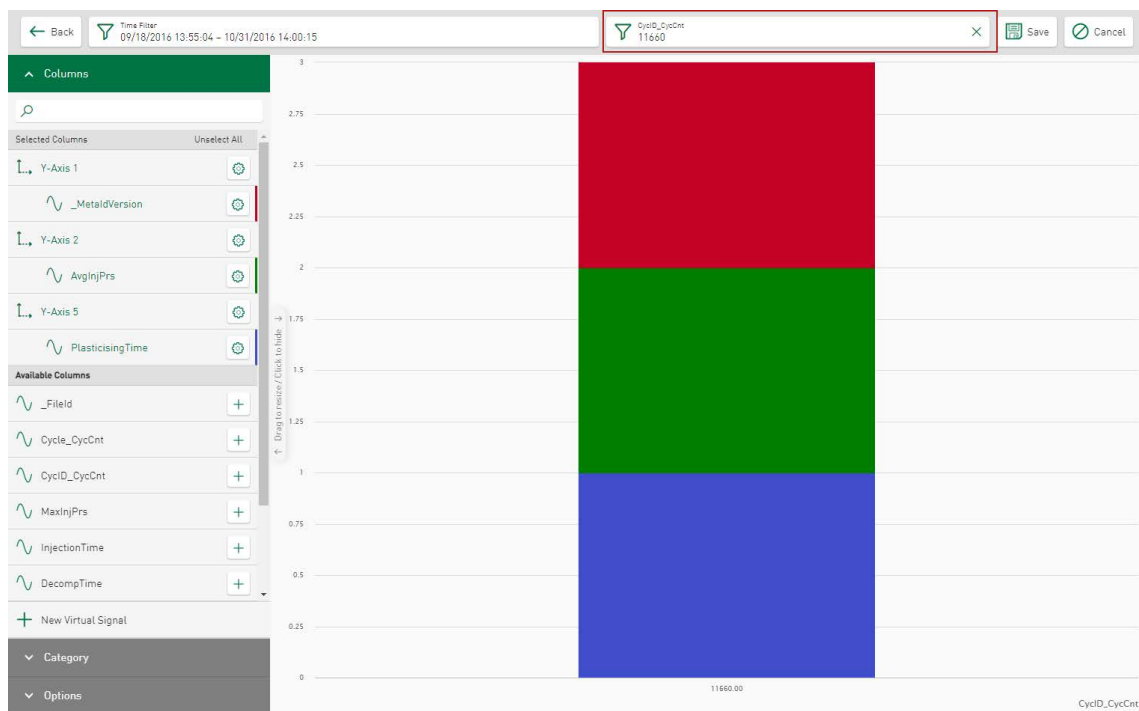 Back
Time Filter
09/18/2016 13:55:04 – 10/31/2016 14:00:15
CycID_CycCnt
11660
Save
Cancel
Columns
Selected Columns
Unselect All
Y-Axis 1
_MetaIdVersion
Y-Axis 2
AvgInjPrs
Y-Axis 5
PlasticisingTime
Available Columns
_FileId
Cycle_CycCnt
CycID_CycCnt
MaxInjPrs
InjectionTime
DecompTime
New Virtual Signal
Category
Options
← Drag to resize / Click to hide →
3
2.75
2.5
2.25
2
1.75
1.5
1.25
1
0.75
0.5
0.25
0
11660.00
CycID_CycCnt